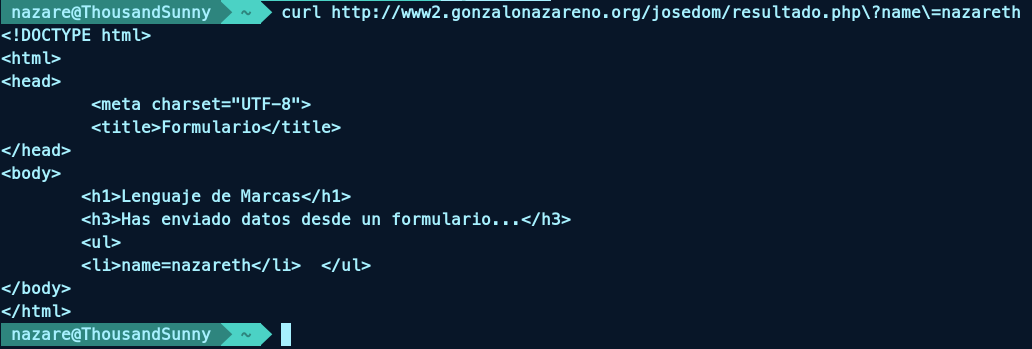 nazare@ThousandSunny ~ curl http://www2.gonzalonazareno.org/josedom/resultado.php\?name\=nazareth
<!DOCTYPE html>
<html>
<head>
<meta charset="UTF-8">
<title>Formulario</title>
</head>
<body>
<h1>Lenguaje de Marcas</h1>
<h3>Has enviado datos desde un formulario...</h3>
<ul>
<li>name=nazareth</li> </ul>
</body>
</html>
nazare@ThousandSunny ~